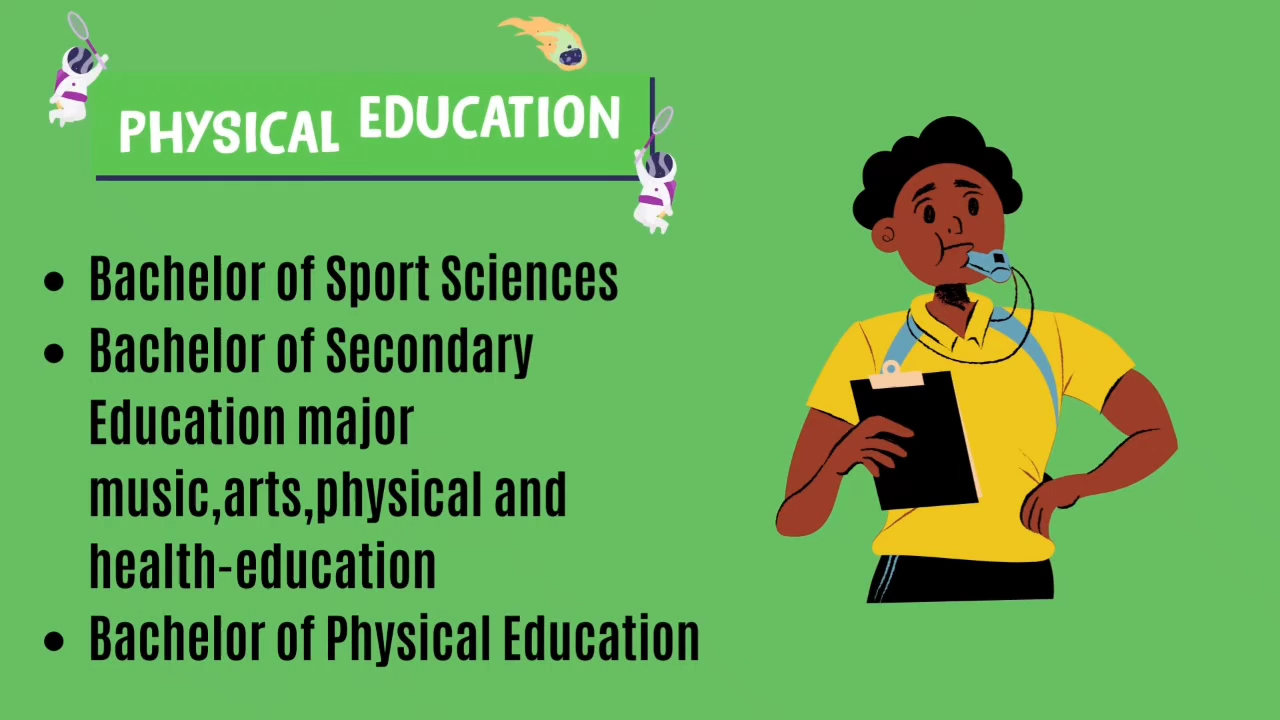 PHYSICAL EDUCATION
• Bachelor of Sport Sciences
• Bachelor of Secondary
Education major
music,arts,physical and
health-education
• Bachelor of Physical Education